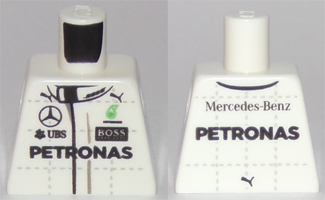 UBS
BOSS
PETRONAS
Mercedes-Benz
PETRONAS